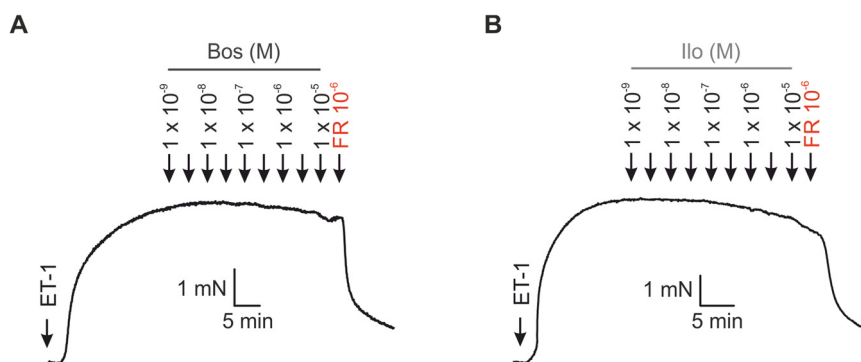 A
Bos (M)
1 x 10⁻⁹
1 x 10⁻⁸
1 x 10⁻⁷
1 x 10⁻⁶
1 x 10⁻⁵
FR 10⁻⁶
ET-1
1 mN
5 min
B
Ilo (M)
1 x 10⁻⁹
1 x 10⁻⁸
1 x 10⁻⁷
1 x 10⁻⁶
1 x 10⁻⁵
FR 10⁻⁶
ET-1
1 mN
5 min